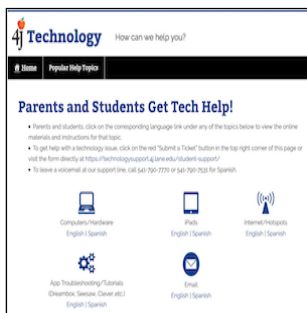 4j Technology How can we help you?
Home Popular Help Topics
Parents and Students Get Tech Help!
• Parents and students, click on the corresponding language link under any of the topics below to view the online
materials and instructions for that topic.
• To get help with a technology issue, click on the red "Submit a Ticket" button in the top right corner of this page or
visit the form directly at https://technologysupport.4j.lane.edu/student-support/
• To leave a voicemail at our support line, call 541-790-7770 or 541-790-7531 for Spanish.
Computers/Hardware iPads Internet/Hotspots
English | Spanish English | Spanish English | Spanish
App Troubleshooting/Tutorials Email
(Dreambox, Seesaw, Clever etc.) English | Spanish
English | Spanish